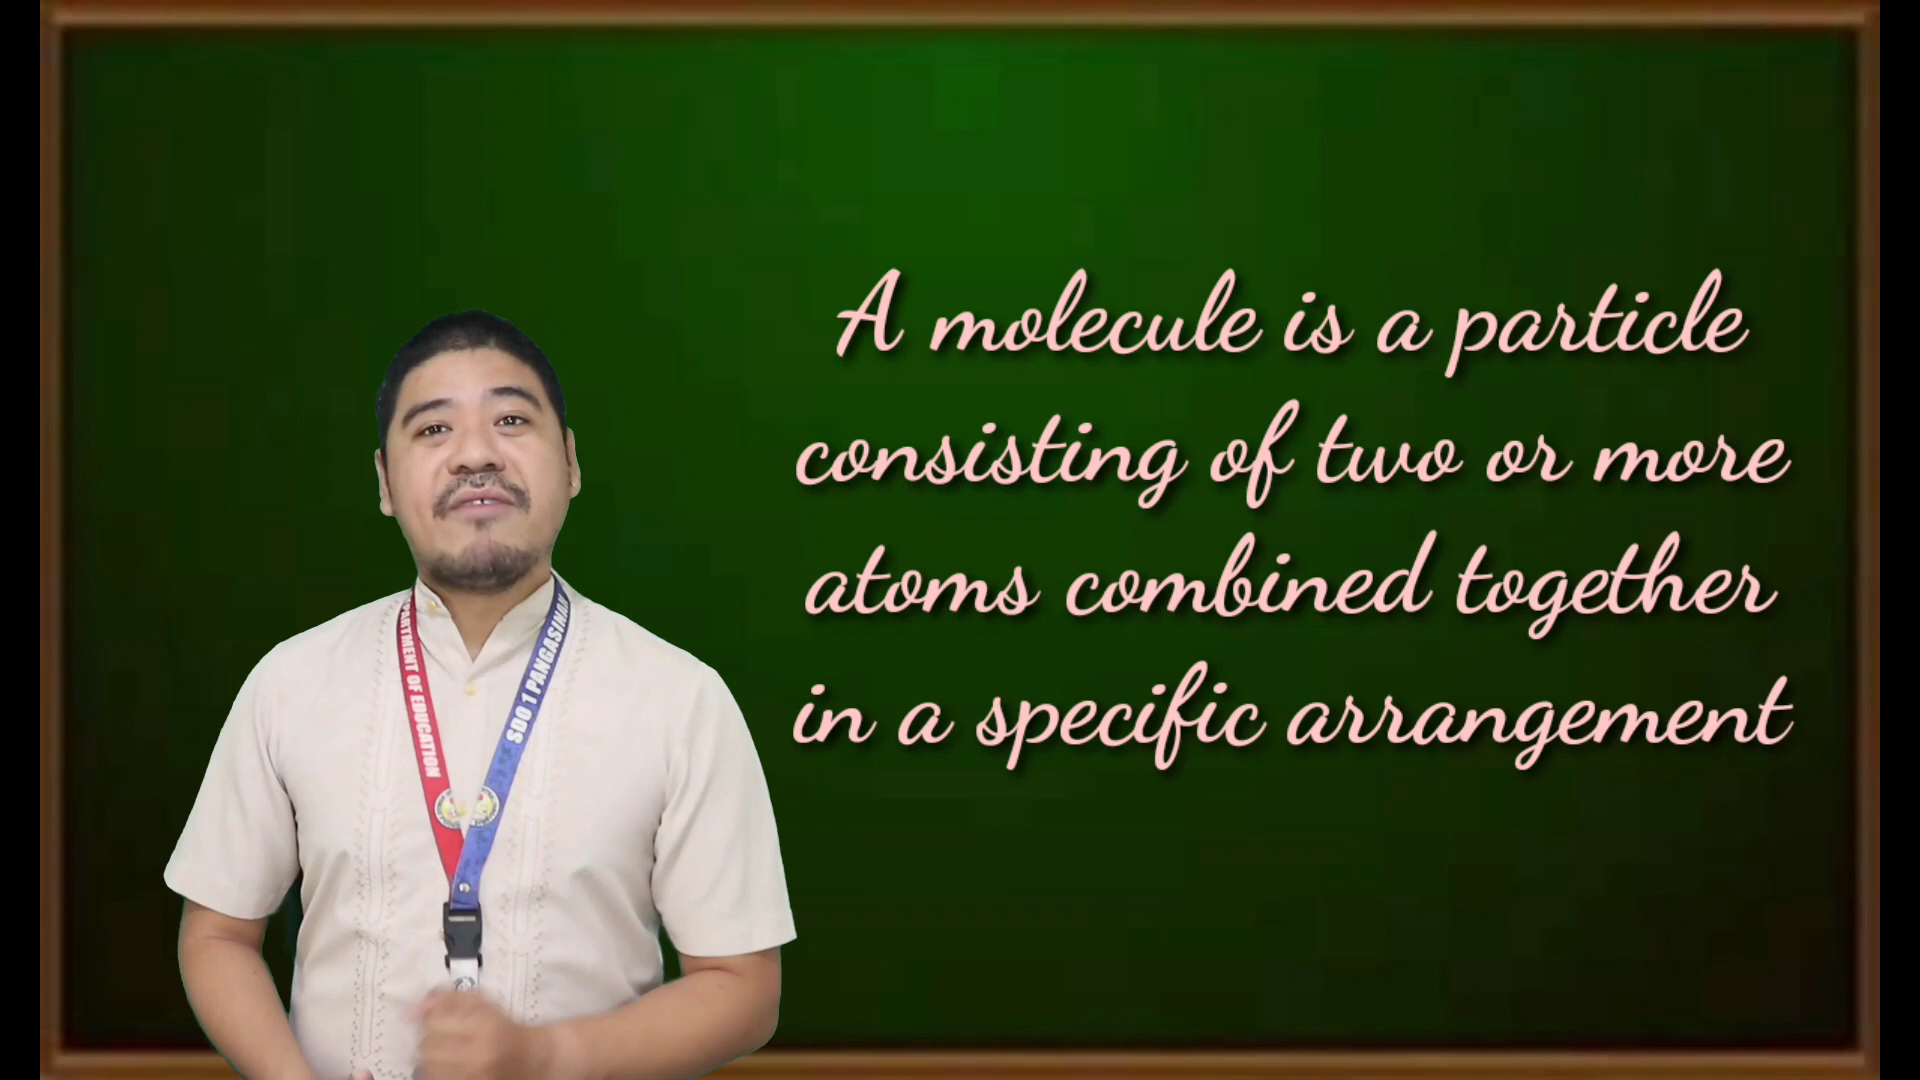 A molecule is a particle
consisting of two or more
atoms combined together
in a specific arrangement
DEPARTMENT OF EDUCATION
SDO 1 PANGASINAN